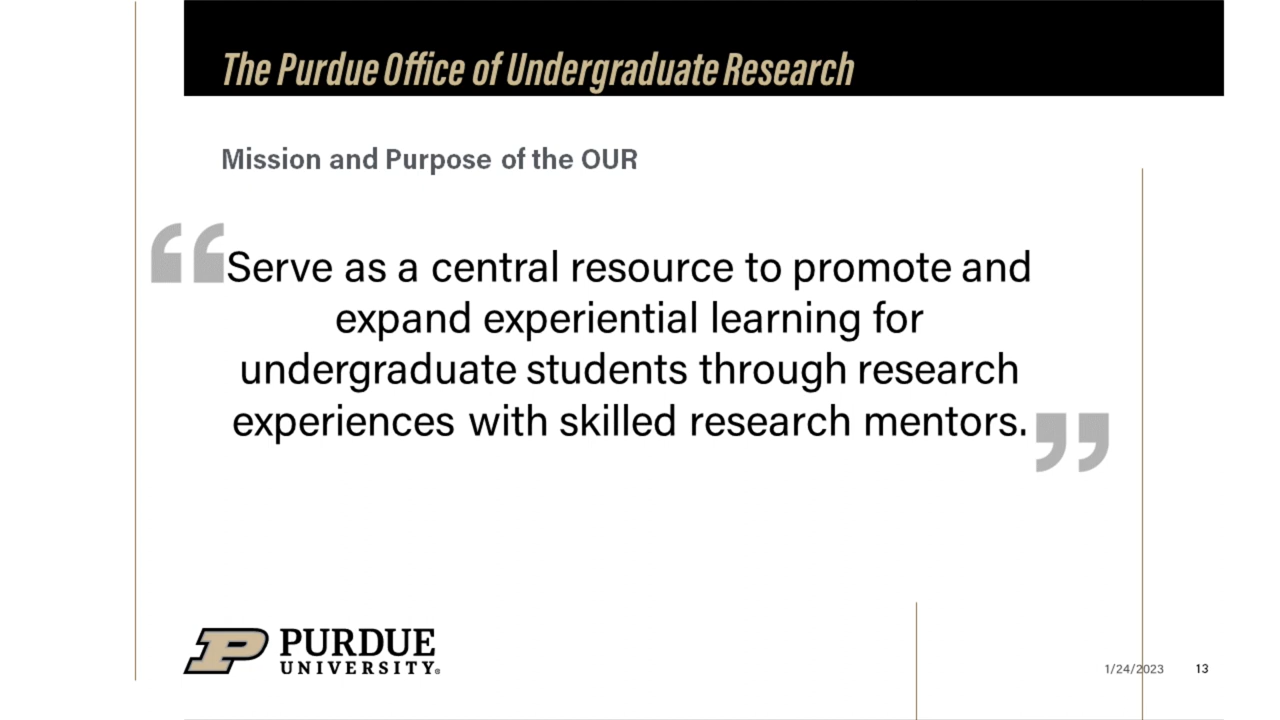 The Purdue Office of Undergraduate Research
Mission and Purpose of the OUR
“Serve as a central resource to promote and
expand experiential learning for
undergraduate students through research
experiences with skilled research mentors.”
P PURDUE
UNIVERSITY®
1/24/2023 13